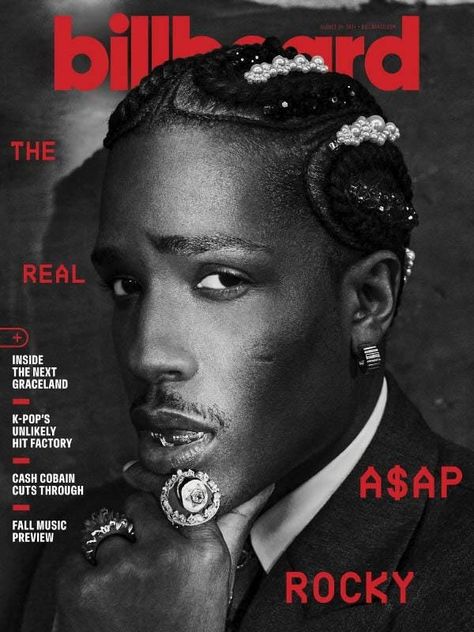 billboard
THE
REAL
+
INSIDE
THE NEXT
GRACELAND
K-POP'S
UNLIKELY
HIT FACTORY
CASH COBAIN
CUTS THROUGH
FALL MUSIC
PREVIEW
A$AP
ROCKY